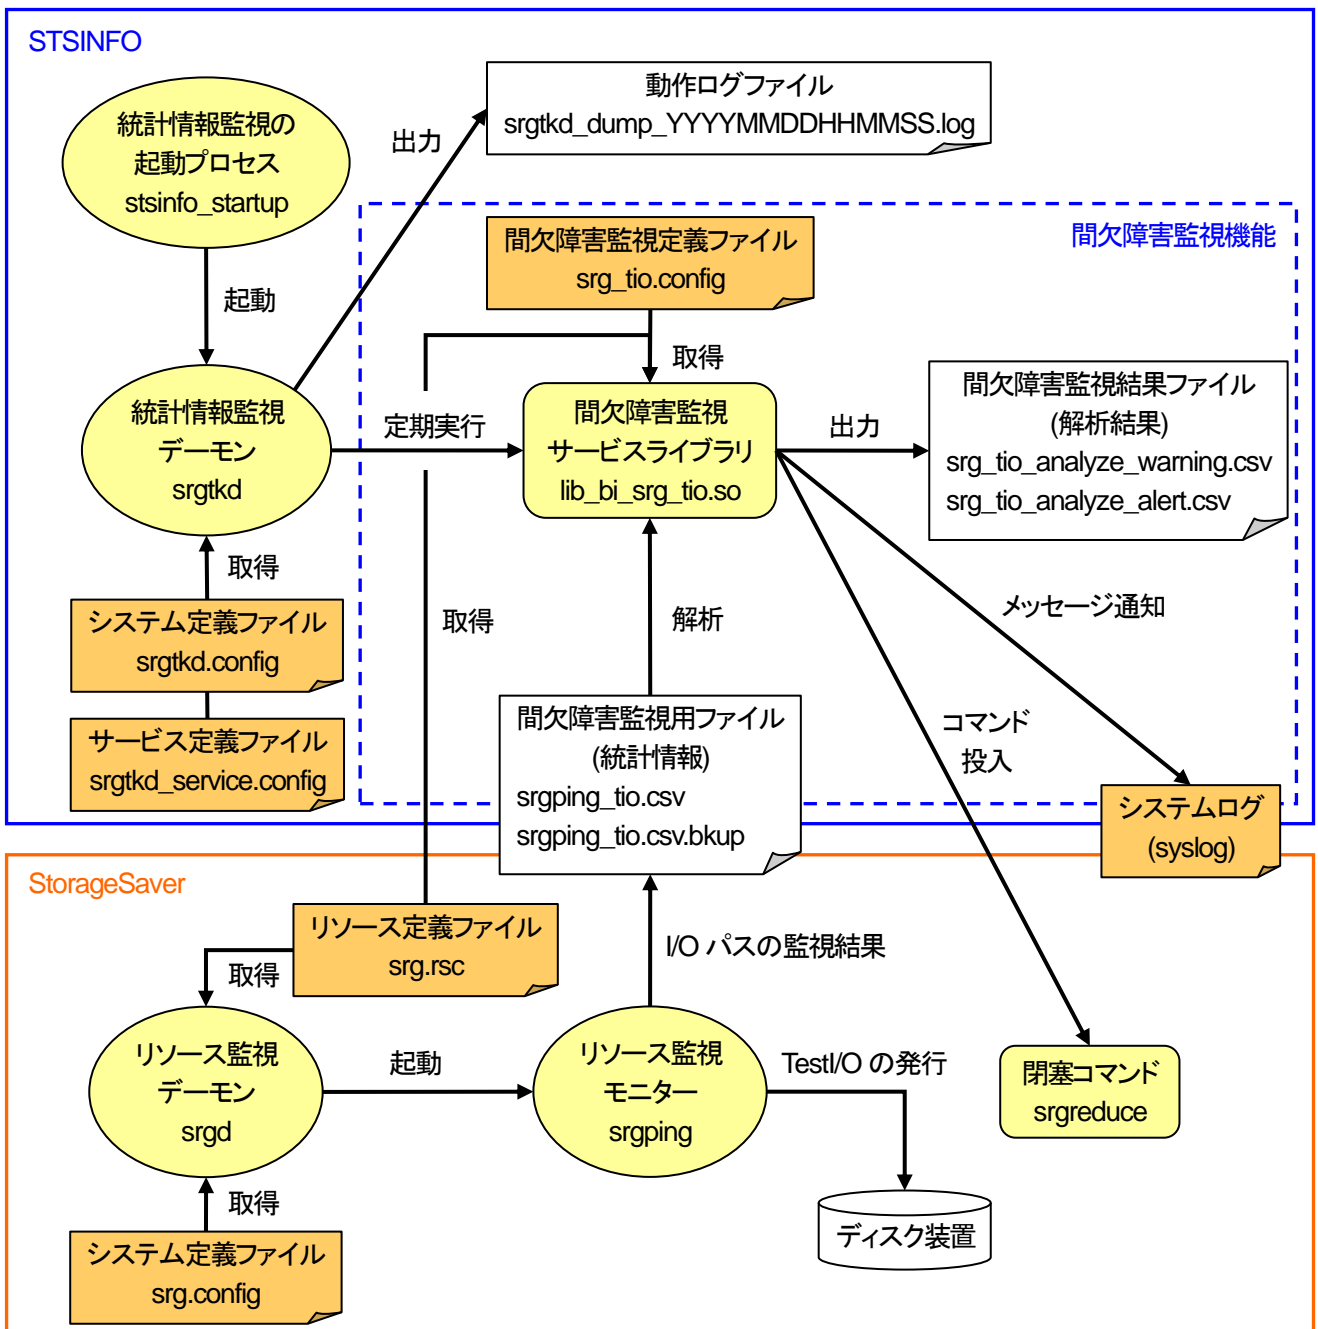 STSINFO
統計情報監視の
起動プロセス
stsinfo_startup
出力
動作ログファイル
srgtkd_dump_YYYYMMDDHHMMSS.log
間欠障害監視機能
間欠障害監視定義ファイル
srg_tio.config
起動
取得
統計情報監視
デーモン
srgtkd
定期実行
間欠障害監視
サービスライブラリ
lib_bi_srg_tio.so
出力
間欠障害監視結果ファイル
(解析結果)
srg_tio_analyze_warning.csv
srg_tio_analyze_alert.csv
取得
システム定義ファイル
srgtkd.config
取得
解析
メッセージ通知
サービス定義ファイル
srgtkd_service.config
間欠障害監視用ファイル
(統計情報)
srgping_tio.csv
srgping_tio.csv.bkup
コマンド
投入
システムログ
(syslog)
StorageSaver
リソース定義ファイル
srg.rsc
取得
I/O パスの監視結果
リソース監視
デーモン
srgd
起動
リソース監視
モニター
srgping
TestI/O の発行
閉塞コマンド
srgreduce
取得
システム定義ファイル
srg.config
ディスク装置